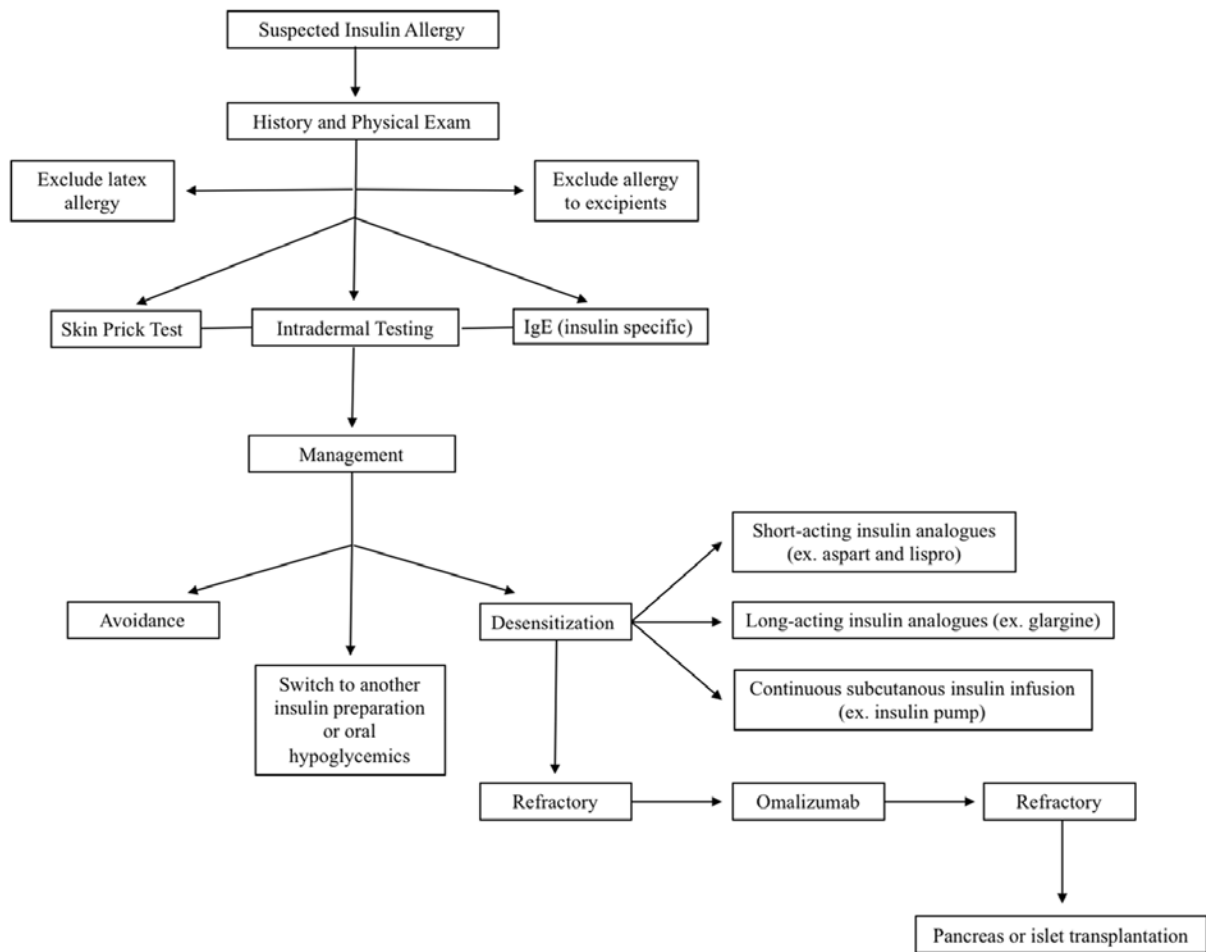 Suspected Insulin Allergy
History and Physical Exam
Exclude latex
allergy
Exclude allergy
to excipients
Skin Prick Test
Intradermal Testing
IgE (insulin specific)
Management
Avoidance
Switch to another
insulin preparation
or oral
hypoglycemics
Desensitization
Short-acting insulin analogues
(ex. aspart and lispro)
Long-acting insulin analogues (ex. glargine)
Continuous subcutanous insulin infusion
(ex. insulin pump)
Refractory
Omalizumab
Refractory
Pancreas or islet transplantation